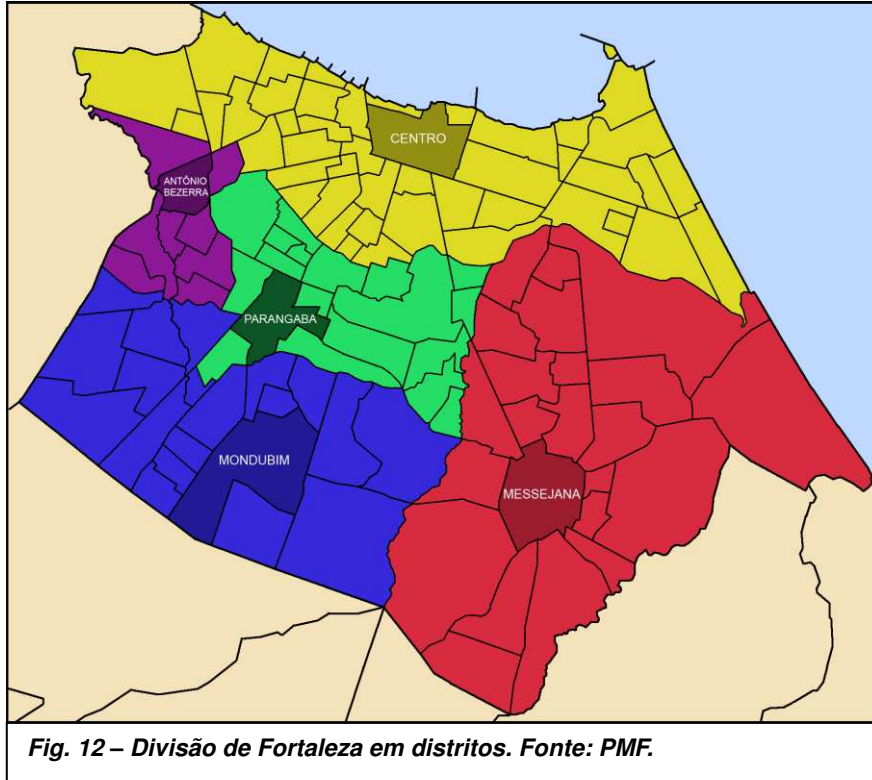 CENTRO
ANTÔNIO
BEZERRA
PARANGABA
MONDUBIM
MESSEJANA
Fig. 12 – Divisão de Fortaleza em distritos. Fonte: PMF.